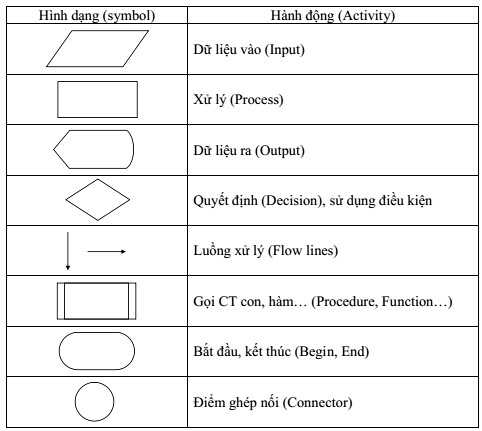 Hình dạng (symbol)
Hành động (Activity)
Dữ liệu vào (Input)
Xử lý (Process)
Dữ liệu ra (Output)
Quyết định (Decision), sử dụng điều kiện
Luồng xử lý (Flow lines)
Gọi CT con, hàm… (Procedure, Function…)
Bắt đầu, kết thúc (Begin, End)
Điểm ghép nối (Connector)